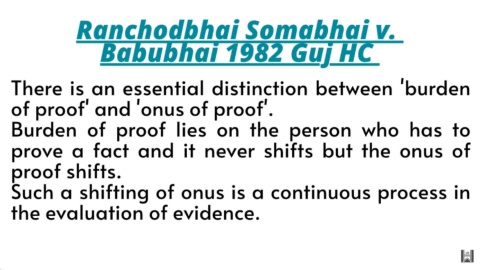 Ranchodbhai Somabhai v.
Babubhai 1982 Guj HC
There is an essential distinction between 'burden
of proof' and 'onus of proof'.
Burden of proof lies on the person who has to
prove a fact and it never shifts but the onus of
proof shifts.
Such a shifting of onus is a continuous process in
the evaluation of evidence.